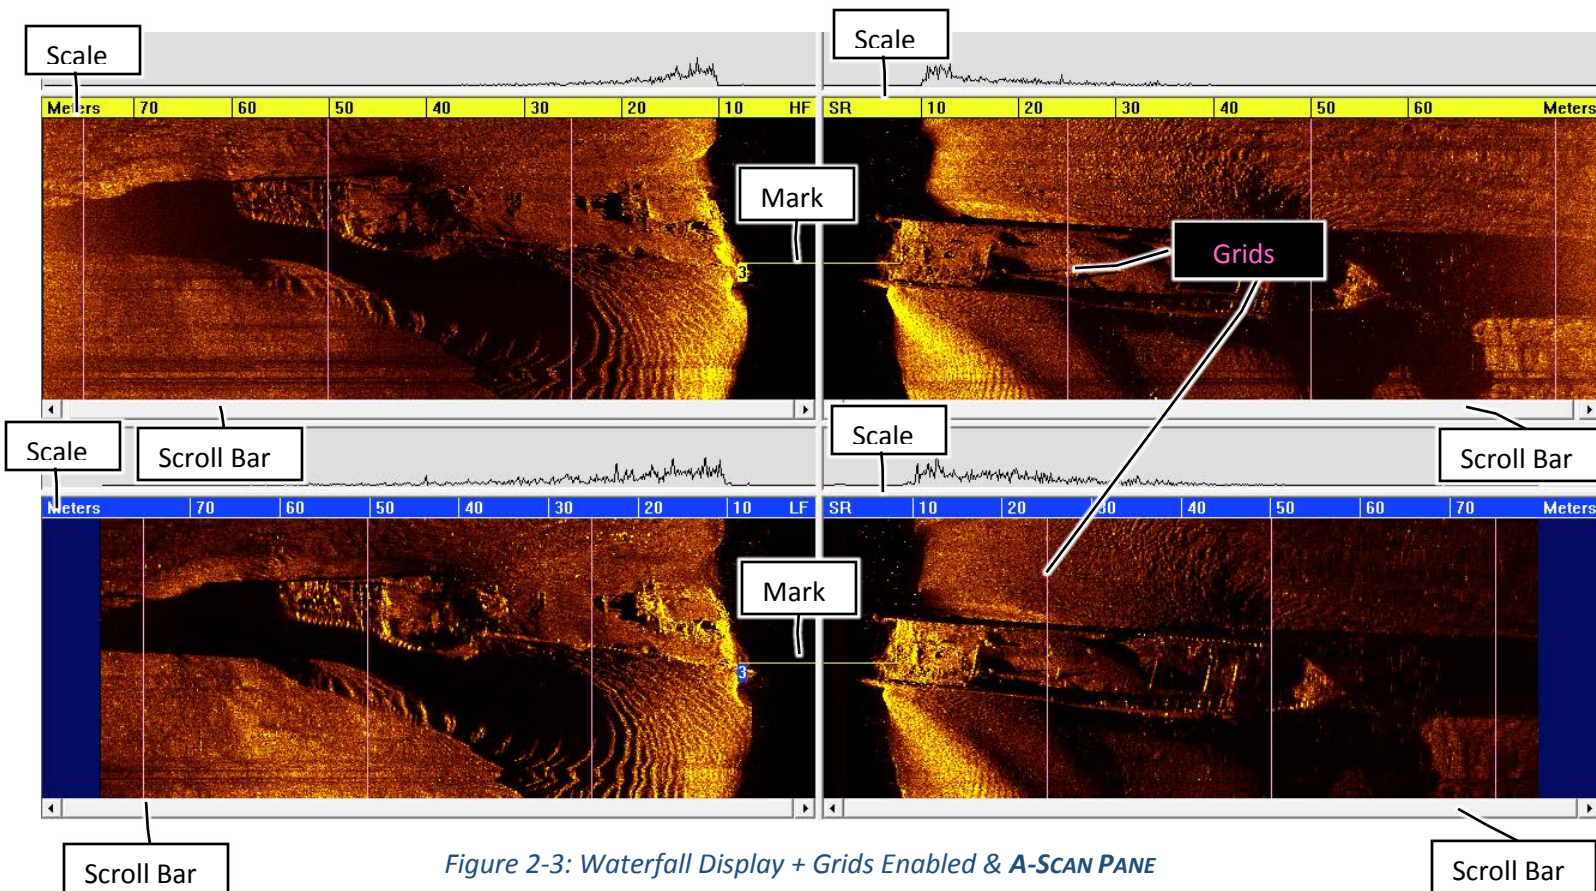 Scale
Scale
Meters 70 60 50 40 30 20 10 HF
SR 10 20 30 40 50 60 Meters
Mark
Grids
3
Scale
Scroll Bar
Scale
Scroll Bar
Meters 70 60 50 40 30 20 10 LF
SR 10 20 30 40 50 60 70 Meters
Mark
3
Scroll Bar
Figure 2-3: Waterfall Display + Grids Enabled & A-SCAN PANE
Scroll Bar